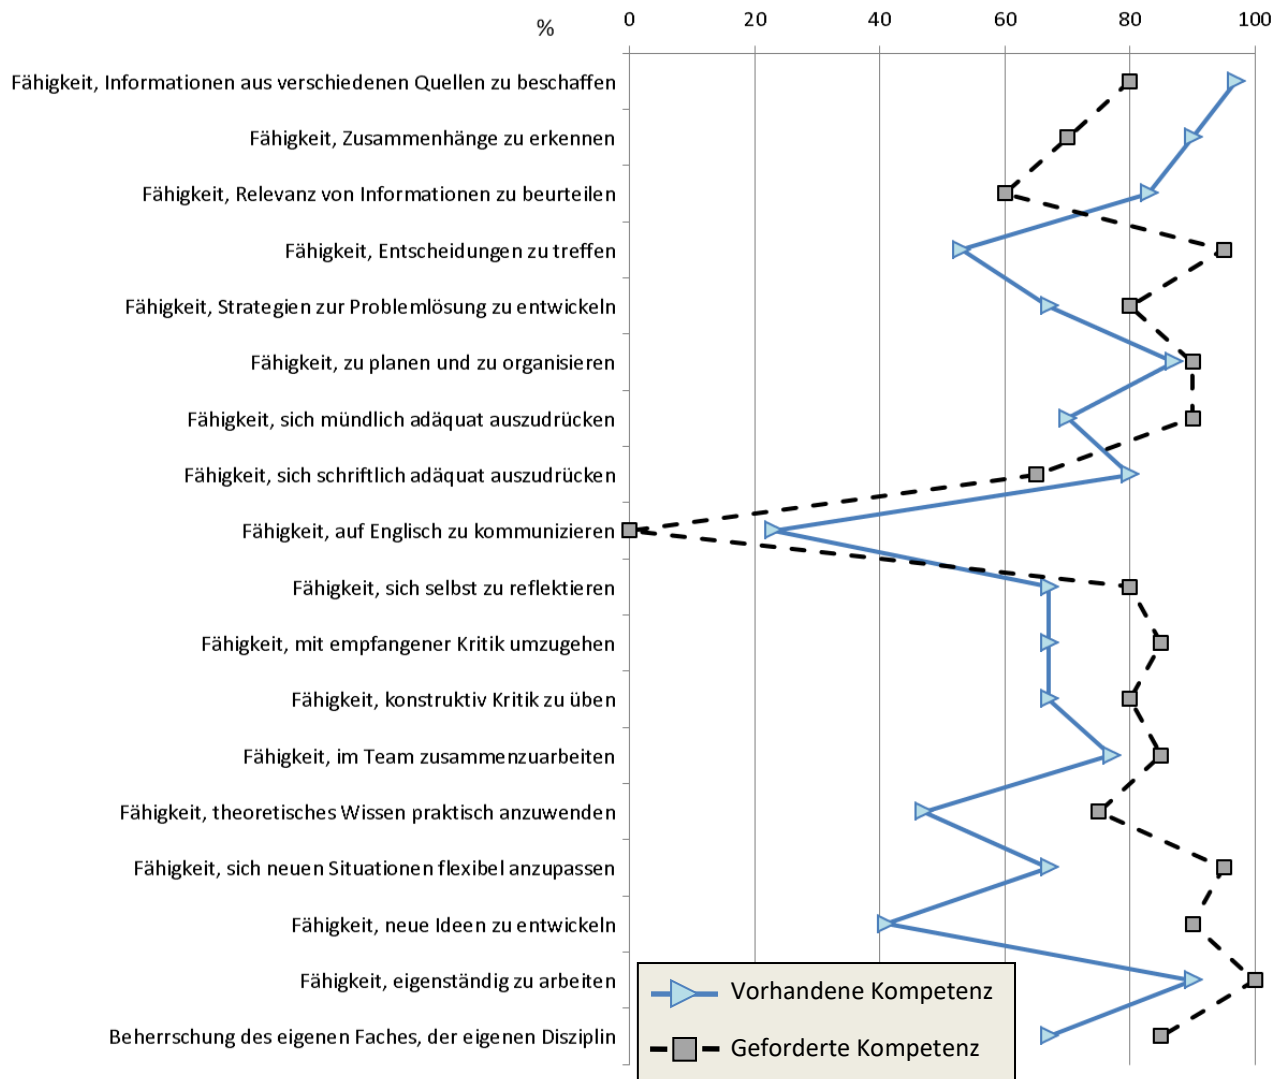 % 0 20 40 60 80 100
Fähigkeit, Informationen aus verschiedenen Quellen zu beschaffen
Fähigkeit, Zusammenhänge zu erkennen
Fähigkeit, Relevanz von Informationen zu beurteilen
Fähigkeit, Entscheidungen zu treffen
Fähigkeit, Strategien zur Problemlösung zu entwickeln
Fähigkeit, zu planen und zu organisieren
Fähigkeit, sich mündlich adäquat auszudrücken
Fähigkeit, sich schriftlich adäquat auszudrücken
Fähigkeit, auf Englisch zu kommunizieren
Fähigkeit, sich selbst zu reflektieren
Fähigkeit, mit empfangener Kritik umzugehen
Fähigkeit, konstruktiv Kritik zu üben
Fähigkeit, im Team zusammenzuarbeiten
Fähigkeit, theoretisches Wissen praktisch anzuwenden
Fähigkeit, sich neuen Situationen flexibel anzupassen
Fähigkeit, neue Ideen zu entwickeln
Fähigkeit, eigenständig zu arbeiten
Beherrschung des eigenen Faches, der eigenen Disziplin
Vorhandene Kompetenz
Geforderte Kompetenz